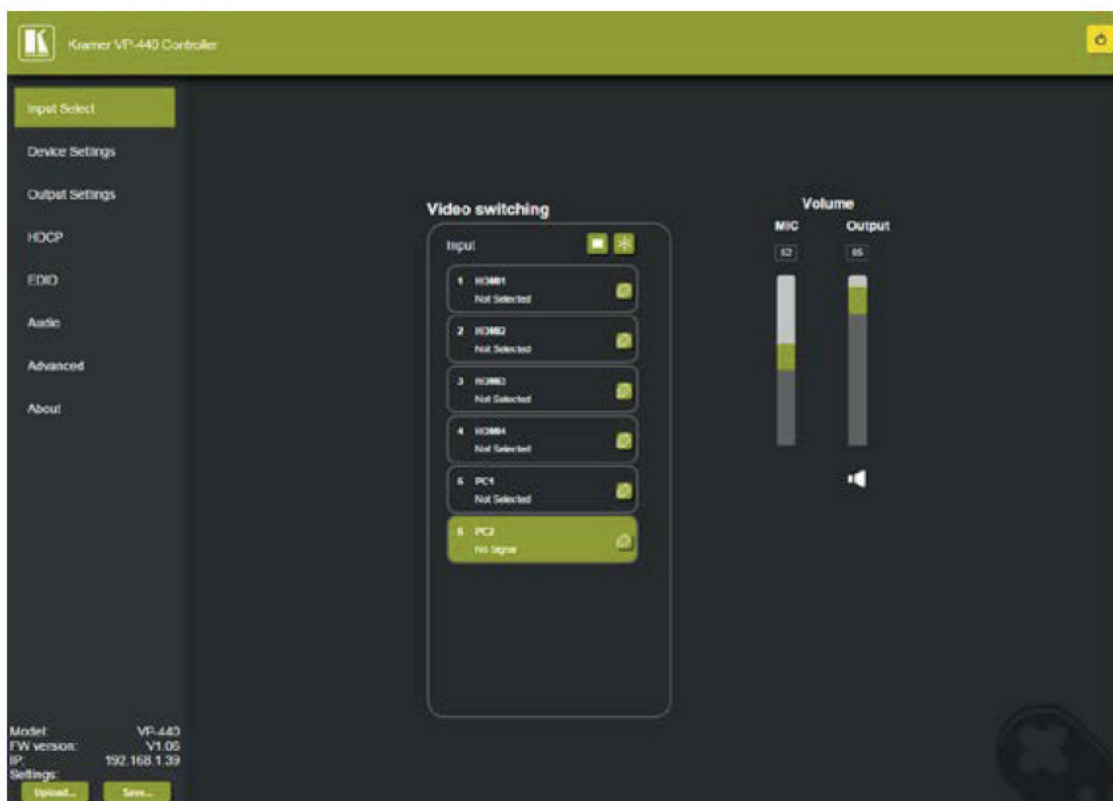 Kramer VP-440 Controller
Input Select
Device Settings
Output Settings
HDCP
EDID
Audio
Advanced
About
Model: VP-440
FW version: V1.06
IP: 192.168.1.39
Settings:
Upload... Save...
Video switching
Input
1 HDMI1
Not Selected
2 HDMI2
Not Selected
3 HDMI3
Not Selected
4 HDMI4
Not Selected
5 PC1
Not Selected
6 PC2
No Signal
Volume
MIC Output